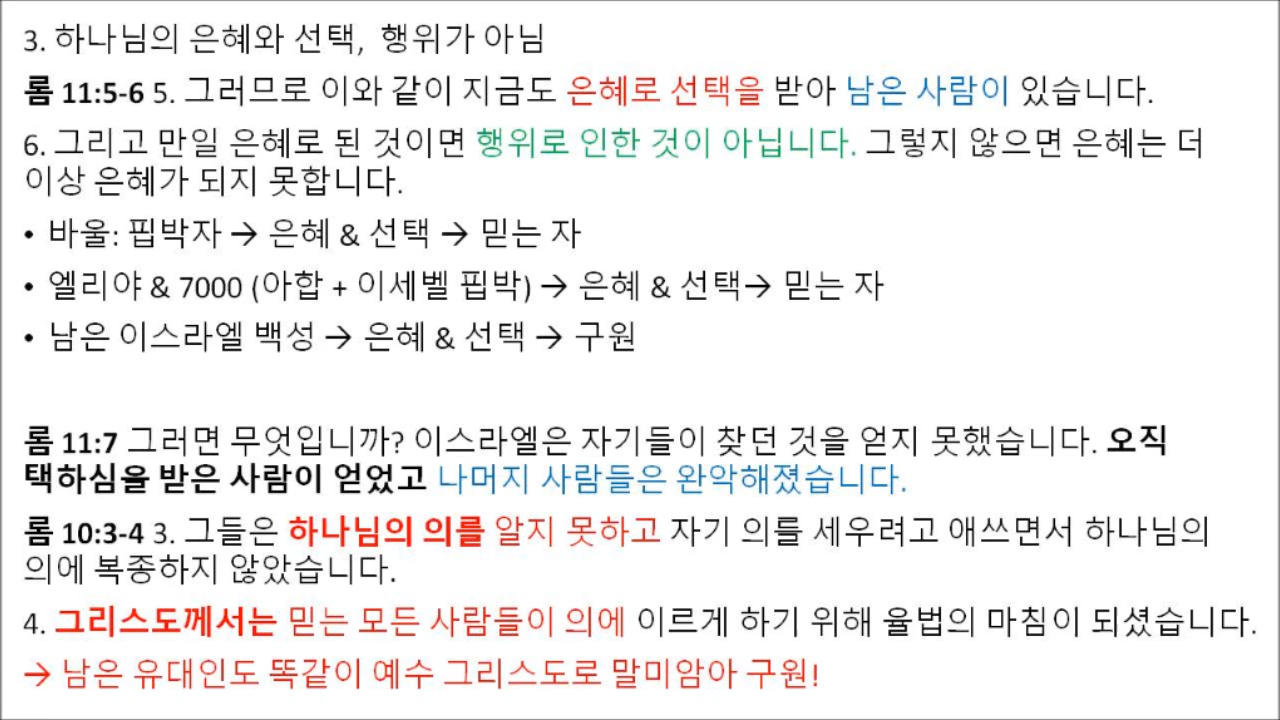 3. 하나님의 은혜와 선택, 행위가 아님
롬 11:5-6 5. 그러므로 이와 같이 지금도 은혜로 선택을 받아 남은 사람이 있습니다.
6. 그리고 만일 은혜로 된 것이면 행위로 인한 것이 아닙니다. 그렇지 않으면 은혜는 더
이상 은혜가 되지 못합니다.
• 바울: 핍박자 → 은혜 & 선택 → 믿는 자
• 엘리야 & 7000 (아합 + 이세벨 핍박) → 은혜 & 선택→ 믿는 자
• 남은 이스라엘 백성 → 은혜 & 선택 → 구원
롬 11:7 그러면 무엇입니까? 이스라엘은 자기들이 찾던 것을 얻지 못했습니다. 오직
택하심을 받은 사람이 얻었고 나머지 사람들은 완악해졌습니다.
롬 10:3-4 3. 그들은 하나님의 의를 알지 못하고 자기 의를 세우려고 애쓰면서 하나님의
의에 복종하지 않았습니다.
4. 그리스도께서는 믿는 모든 사람들이 의에 이르게 하기 위해 율법의 마침이 되셨습니다.
→ 남은 유대인도 똑같이 예수 그리스도로 말미암아 구원!